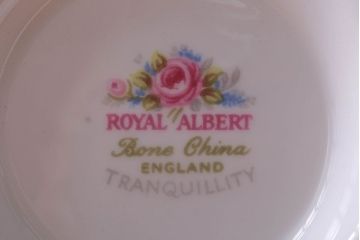 ROYAL ALBERT
Bone China
ENGLAND
TRANQUILLITY